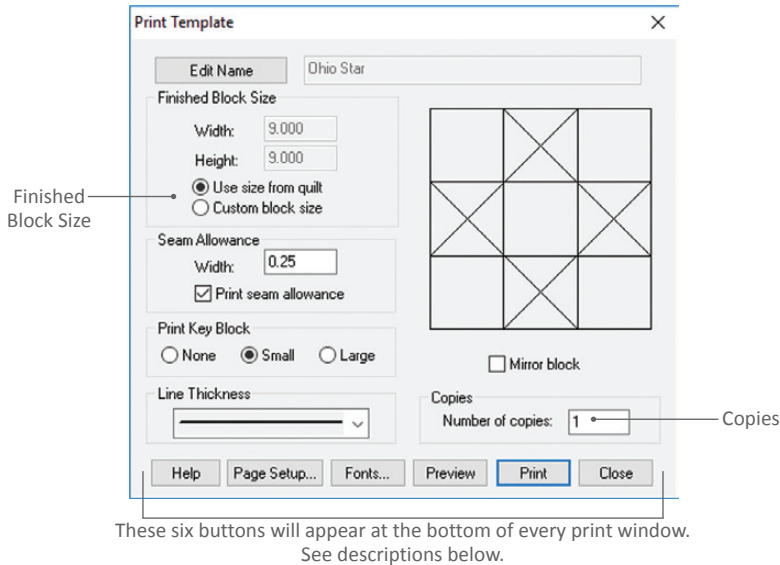 Print Template
Edit Name
Ohio Star
Finished Block Size
Width: 9.000
Height: 9.000
Use size from quilt
Custom block size
Finished
Block Size
Seam Allowance
Width: 0.25
Print seam allowance
Print Key Block
None Small Large
Mirror block
Line Thickness
Copies
Number of copies: 1
Copies
Help Page Setup... Fonts... Preview Print Close
These six buttons will appear at the bottom of every print window.
See descriptions below.